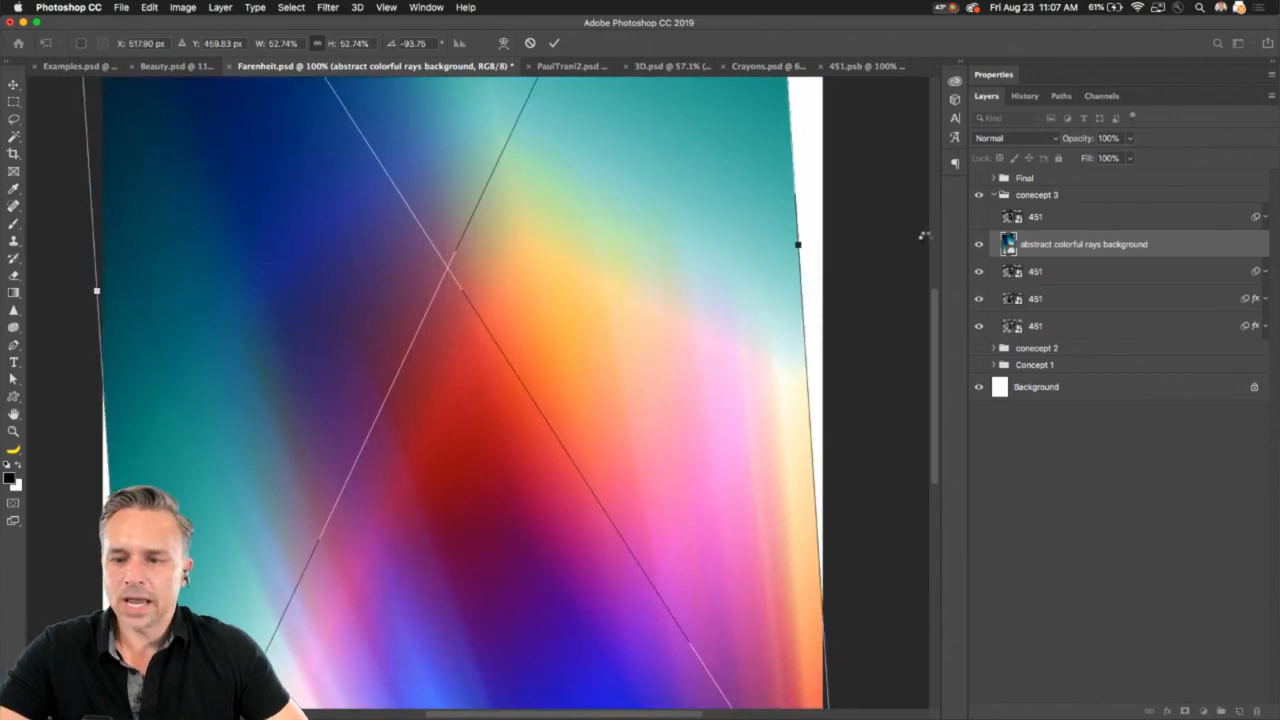 Photoshop CC File Edit Image Layer Type Select Filter 3D View Window Help 43° 61% Fri Aug 23 11:07 AM
Adobe Photoshop CC 2019
X: 517.90 px Y: 459.83 px W: 52.74% H: 52.74% -93.75 °
Examples.psd @ ... Beauty.psd @ 11... Farenheit.psd @ 100% (abstract colorful rays background, RGB/8) * PaulTrani2.psd ... 3D.psd @ 57.1% (... Crayons.psd @ 6... 451.psb @ 100% ...
Properties
Layers History Paths Channels
Kind
Normal Opacity: 100%
Lock: Fill: 100%
Final
conecept 3
451
abstract colorful rays background
451
451 fx
451 fx
conecept 2
Concept 1
Background